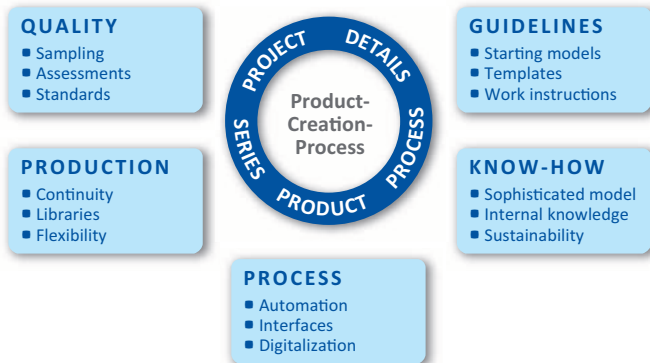 QUALITY
Sampling
Assessments
Standards
PROJECT
DETAILS
PROCESS
PRODUCT
SERIES
Product-
Creation-
Process
GUIDELINES
Starting models
Templates
Work instructions
PRODUCTION
Continuity
Libraries
Flexibility
KNOW-HOW
Sophisticated model
Internal knowledge
Sustainability
PROCESS
Automation
Interfaces
Digitalization